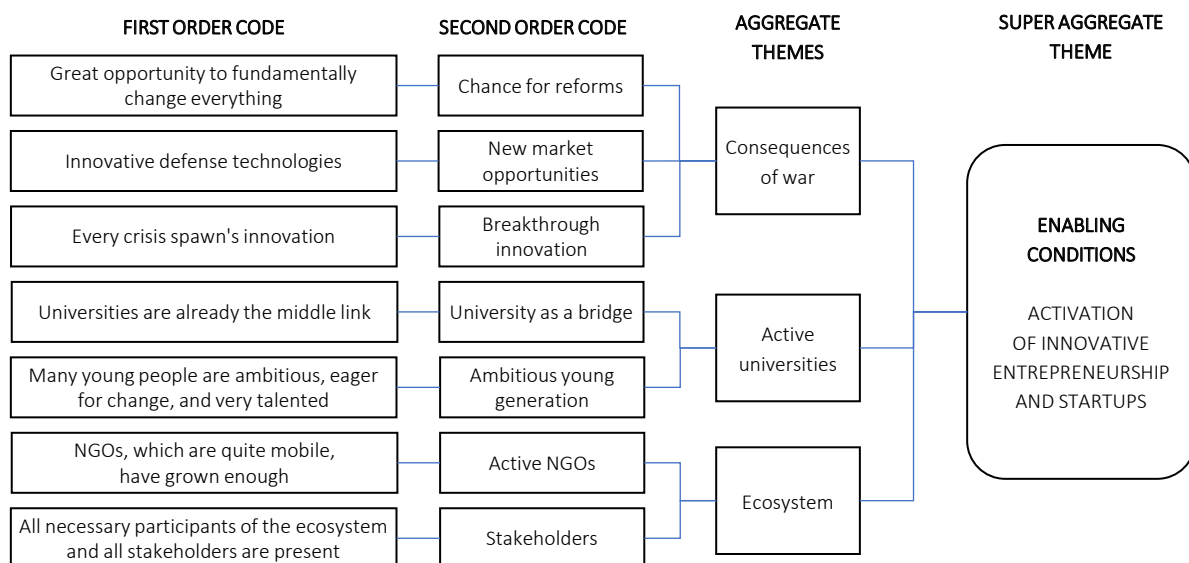 FIRST ORDER CODE
SECOND ORDER CODE
AGGREGATE
THEMES
SUPER AGGREGATE
THEME
Great opportunity to fundamentally
change everything
Chance for reforms
Innovative defense technologies
New market
opportunities
Every crisis spawn's innovation
Breakthrough
innovation
Consequences
of war
Universities are already the middle link
University as a bridge
Many young people are ambitious, eager
for change, and very talented
Ambitious young
generation
Active
universities
NGOs, which are quite mobile,
have grown enough
Active NGOs
All necessary participants of the ecosystem
and all stakeholders are present
Stakeholders
Ecosystem
ENABLING
CONDITIONS
ACTIVATION
OF INNOVATIVE
ENTREPRENEURSHIP
AND STARTUPS